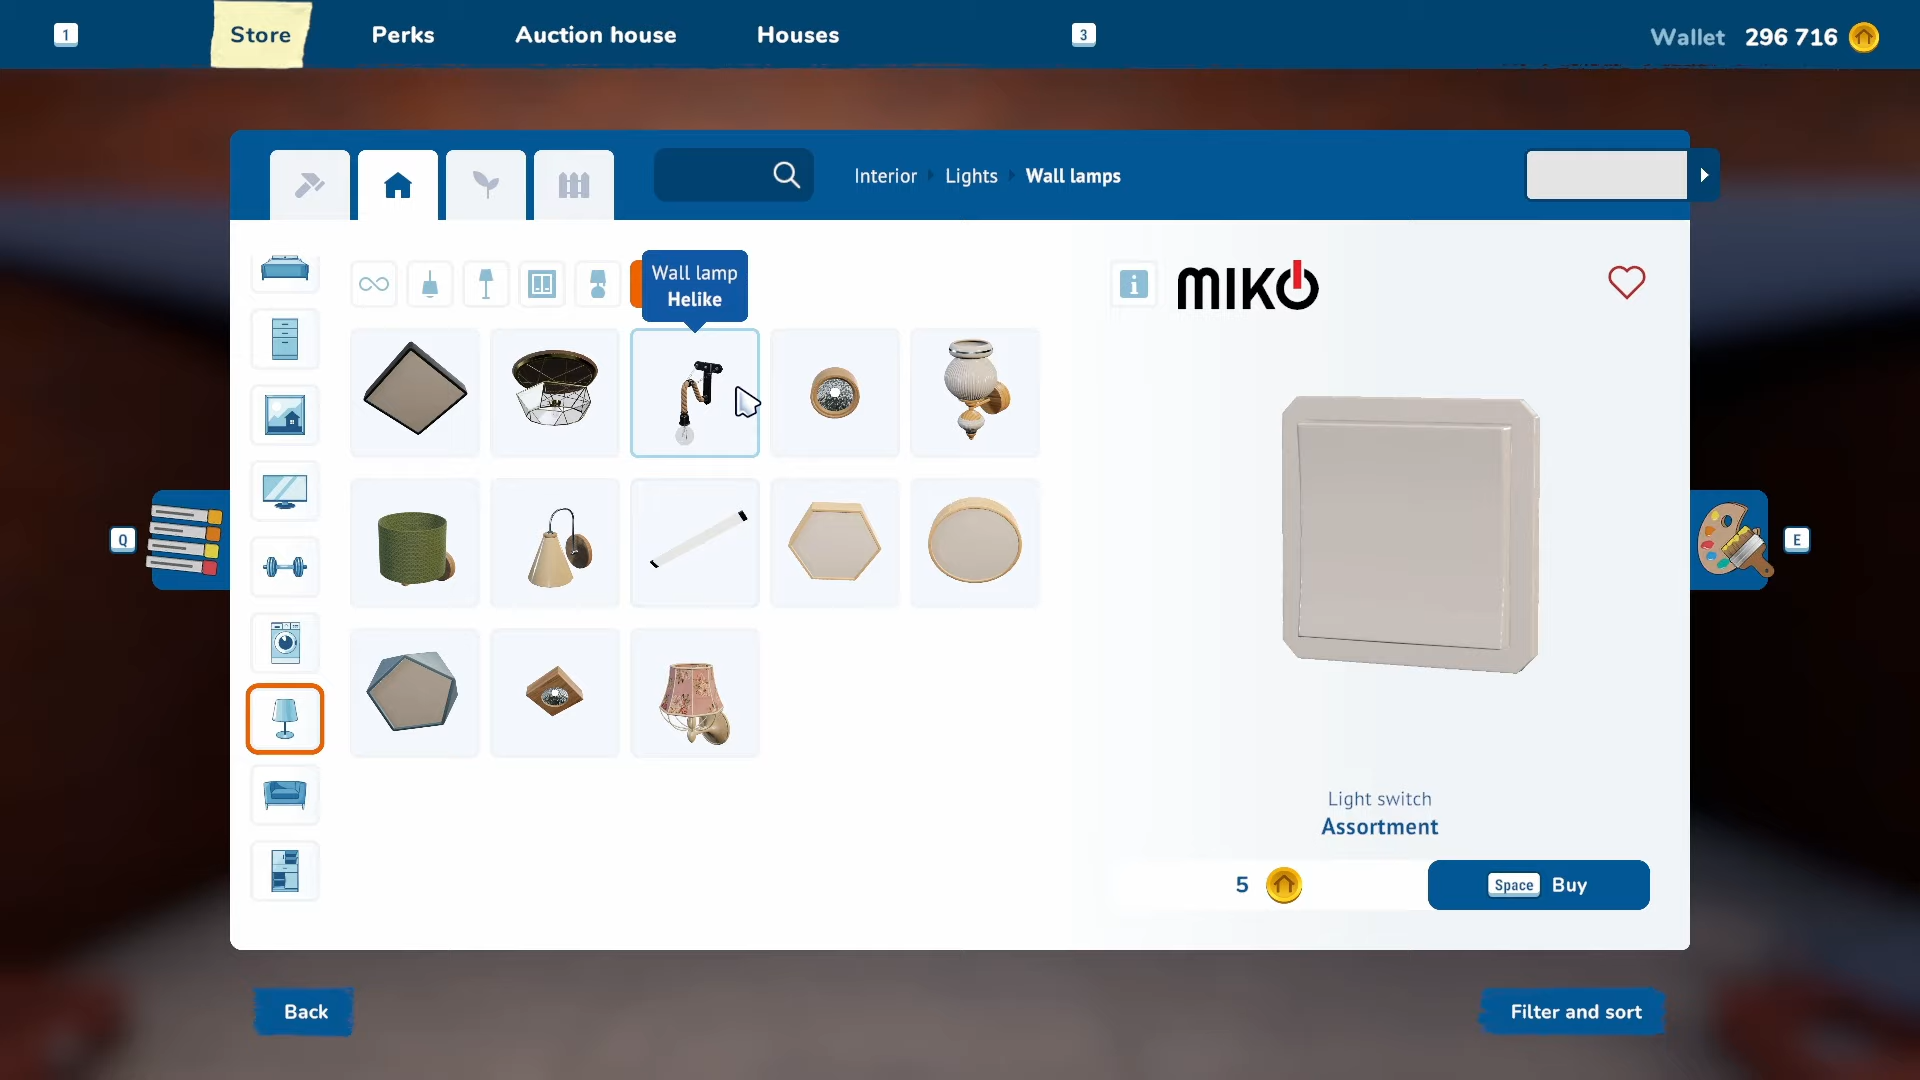 1
Store
Perks
Auction house
Houses
3
Wallet 296 716
Interior
Lights
Wall lamps
Wall lamp
Helike
i
MIKO
Q
E
Light switch
Assortment
5
Space Buy
Back
Filter and sort